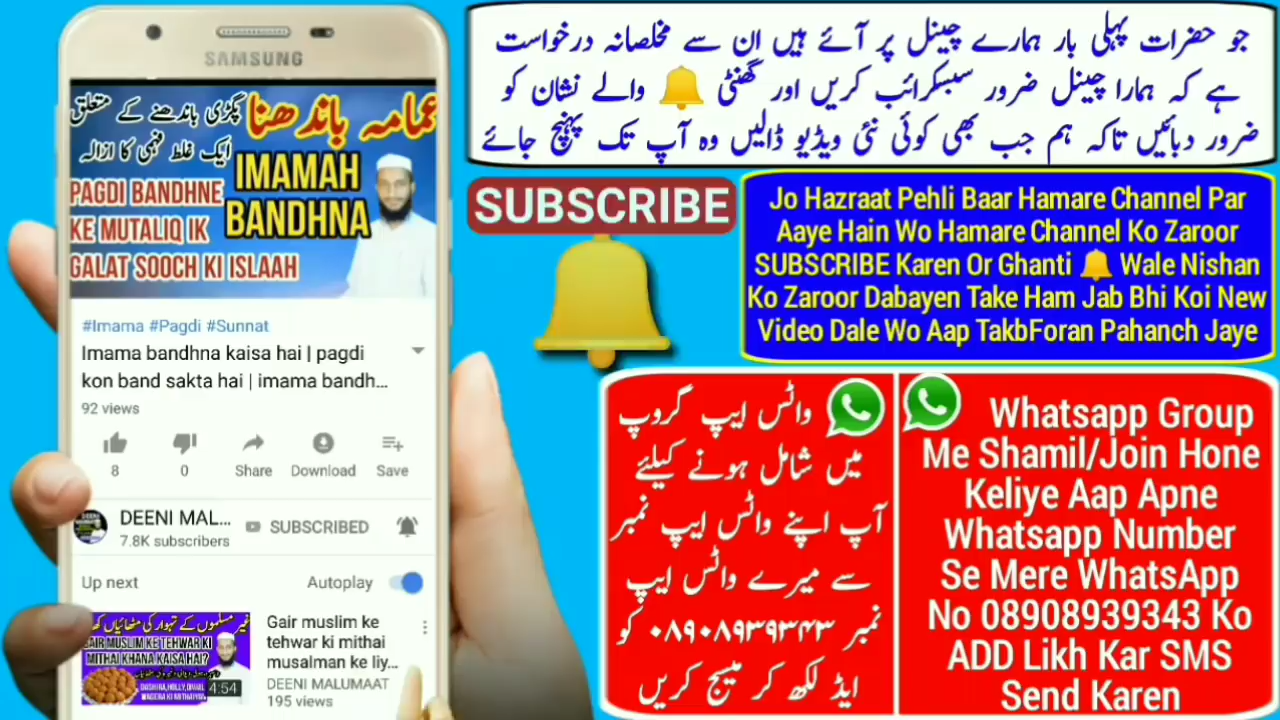 SAMSUNG
عمامہ باندھنا
پگڑی باندھنے کے متعلق
ایک غلط فہمی کا ازالہ
IMAMAH
BANDHNA
PAGDI BANDHNE
KE MUTALIQ IK
GALAT SOOCH KI ISLAAH
#Imama #Pagdi #Sunnat
Imama bandhna kaisa hai | pagdi
kon band sakta hai | imama bandh...
92 views
8
0
Share
Download
Save
DEENI MAL...
SUBSCRIBED
7.8K subscribers
Up next
Autoplay
غیر مسلموں کے تہوار کی مٹھائیاں
GAIR MUSLIM KE TEHWAR KI
MITHAI KHANA KAISA HAI?
4:54
Gair muslim ke
tehwar ki mithai
musalman ke liy...
DEENI MALUMAAT
195 views
جو حضرات پہلی بار ہمارے چینل پر آئے ہیں ان سے مخلصانہ درخواست
ہے کہ ہمارا چینل ضرور سبسکرائب کریں اور گھنٹی 🔔 والے نشان کو
ضرور دبائیں تاکہ ہم جب بھی کوئی نئی ویڈیو ڈالیں وہ آپ تک پہنچ جائے
SUBSCRIBE
Jo Hazraat Pehli Baar Hamare Channel Par
Aaye Hain Wo Hamare Channel Ko Zaroor
SUBSCRIBE Karen Or Ghanti 🔔 Wale Nishan
Ko Zaroor Dabayen Take Ham Jab Bhi Koi New
Video Dale Wo Aap TakbForan Pahanch Jaye
واٹس ایپ گروپ
میں شامل ہونے کیلئے
آپ اپنے واٹس ایپ نمبر
سے میرے واٹس ایپ
نمبر ۰۸۹۰۸۹۳۹۳۴۳ کو
ایڈ لکھ کر میسج کریں
Whatsapp Group
Me Shamil/Join Hone
Keliye Aap Apne
Whatsapp Number
Se Mere WhatsApp
No 08908939343 Ko
ADD Likh Kar SMS
Send Karen